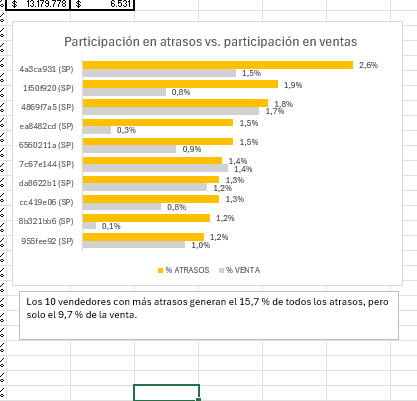 $ 13.179.778 $ 6.531
Participación en atrasos vs. participación en ventas
4a3ca931 (SP) 2,6% 1,5%
1f50f920 (SP) 1,9% 0,8%
4869f7a5 (SP) 1,8% 1,7%
ea8482cd (SP) 1,5% 0,3%
6560211a (SP) 1,5% 0,9%
7c67e144 (SP) 1,4% 1,4%
da8622b1 (SP) 1,3% 1,2%
cc419e06 (SP) 1,3% 0,8%
8b321bb6 (SP) 1,2% 0,1%
955fee92 (SP) 1,2% 1,0%
% ATRASOS % VENTA
Los 10 vendedores con más atrasos generan el 15,7 % de todos los atrasos, pero
solo el 9,7 % de la venta.